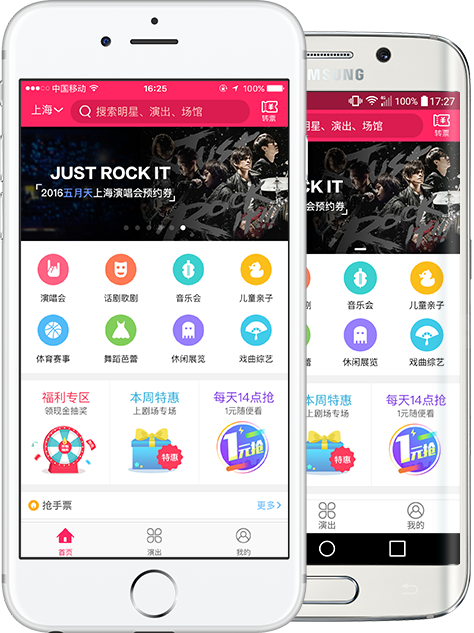 中国移动 16:25 100%
上海 搜索明星、演出、场馆 转票
JUST ROCK IT
2016五月天上海演唱会预约券
演唱会 话剧歌剧 音乐会 儿童亲子
体育赛事 舞蹈芭蕾 休闲展览 戏曲综艺
福利专区 本周特惠 每天14点抢
领现金抽奖 上剧场专场 1元随便看
特惠 1元抢
抢手票 更多
首页 演出 我的
SAMSUNG
100% 17:27
明星、演出、场馆 转票
ROCK IT
海演唱会预约券
音乐会 儿童亲子
休闲展览 戏曲综艺
本周特惠 每天14点抢
上剧场专场 1元随便看
特惠 1元抢
演出 我的